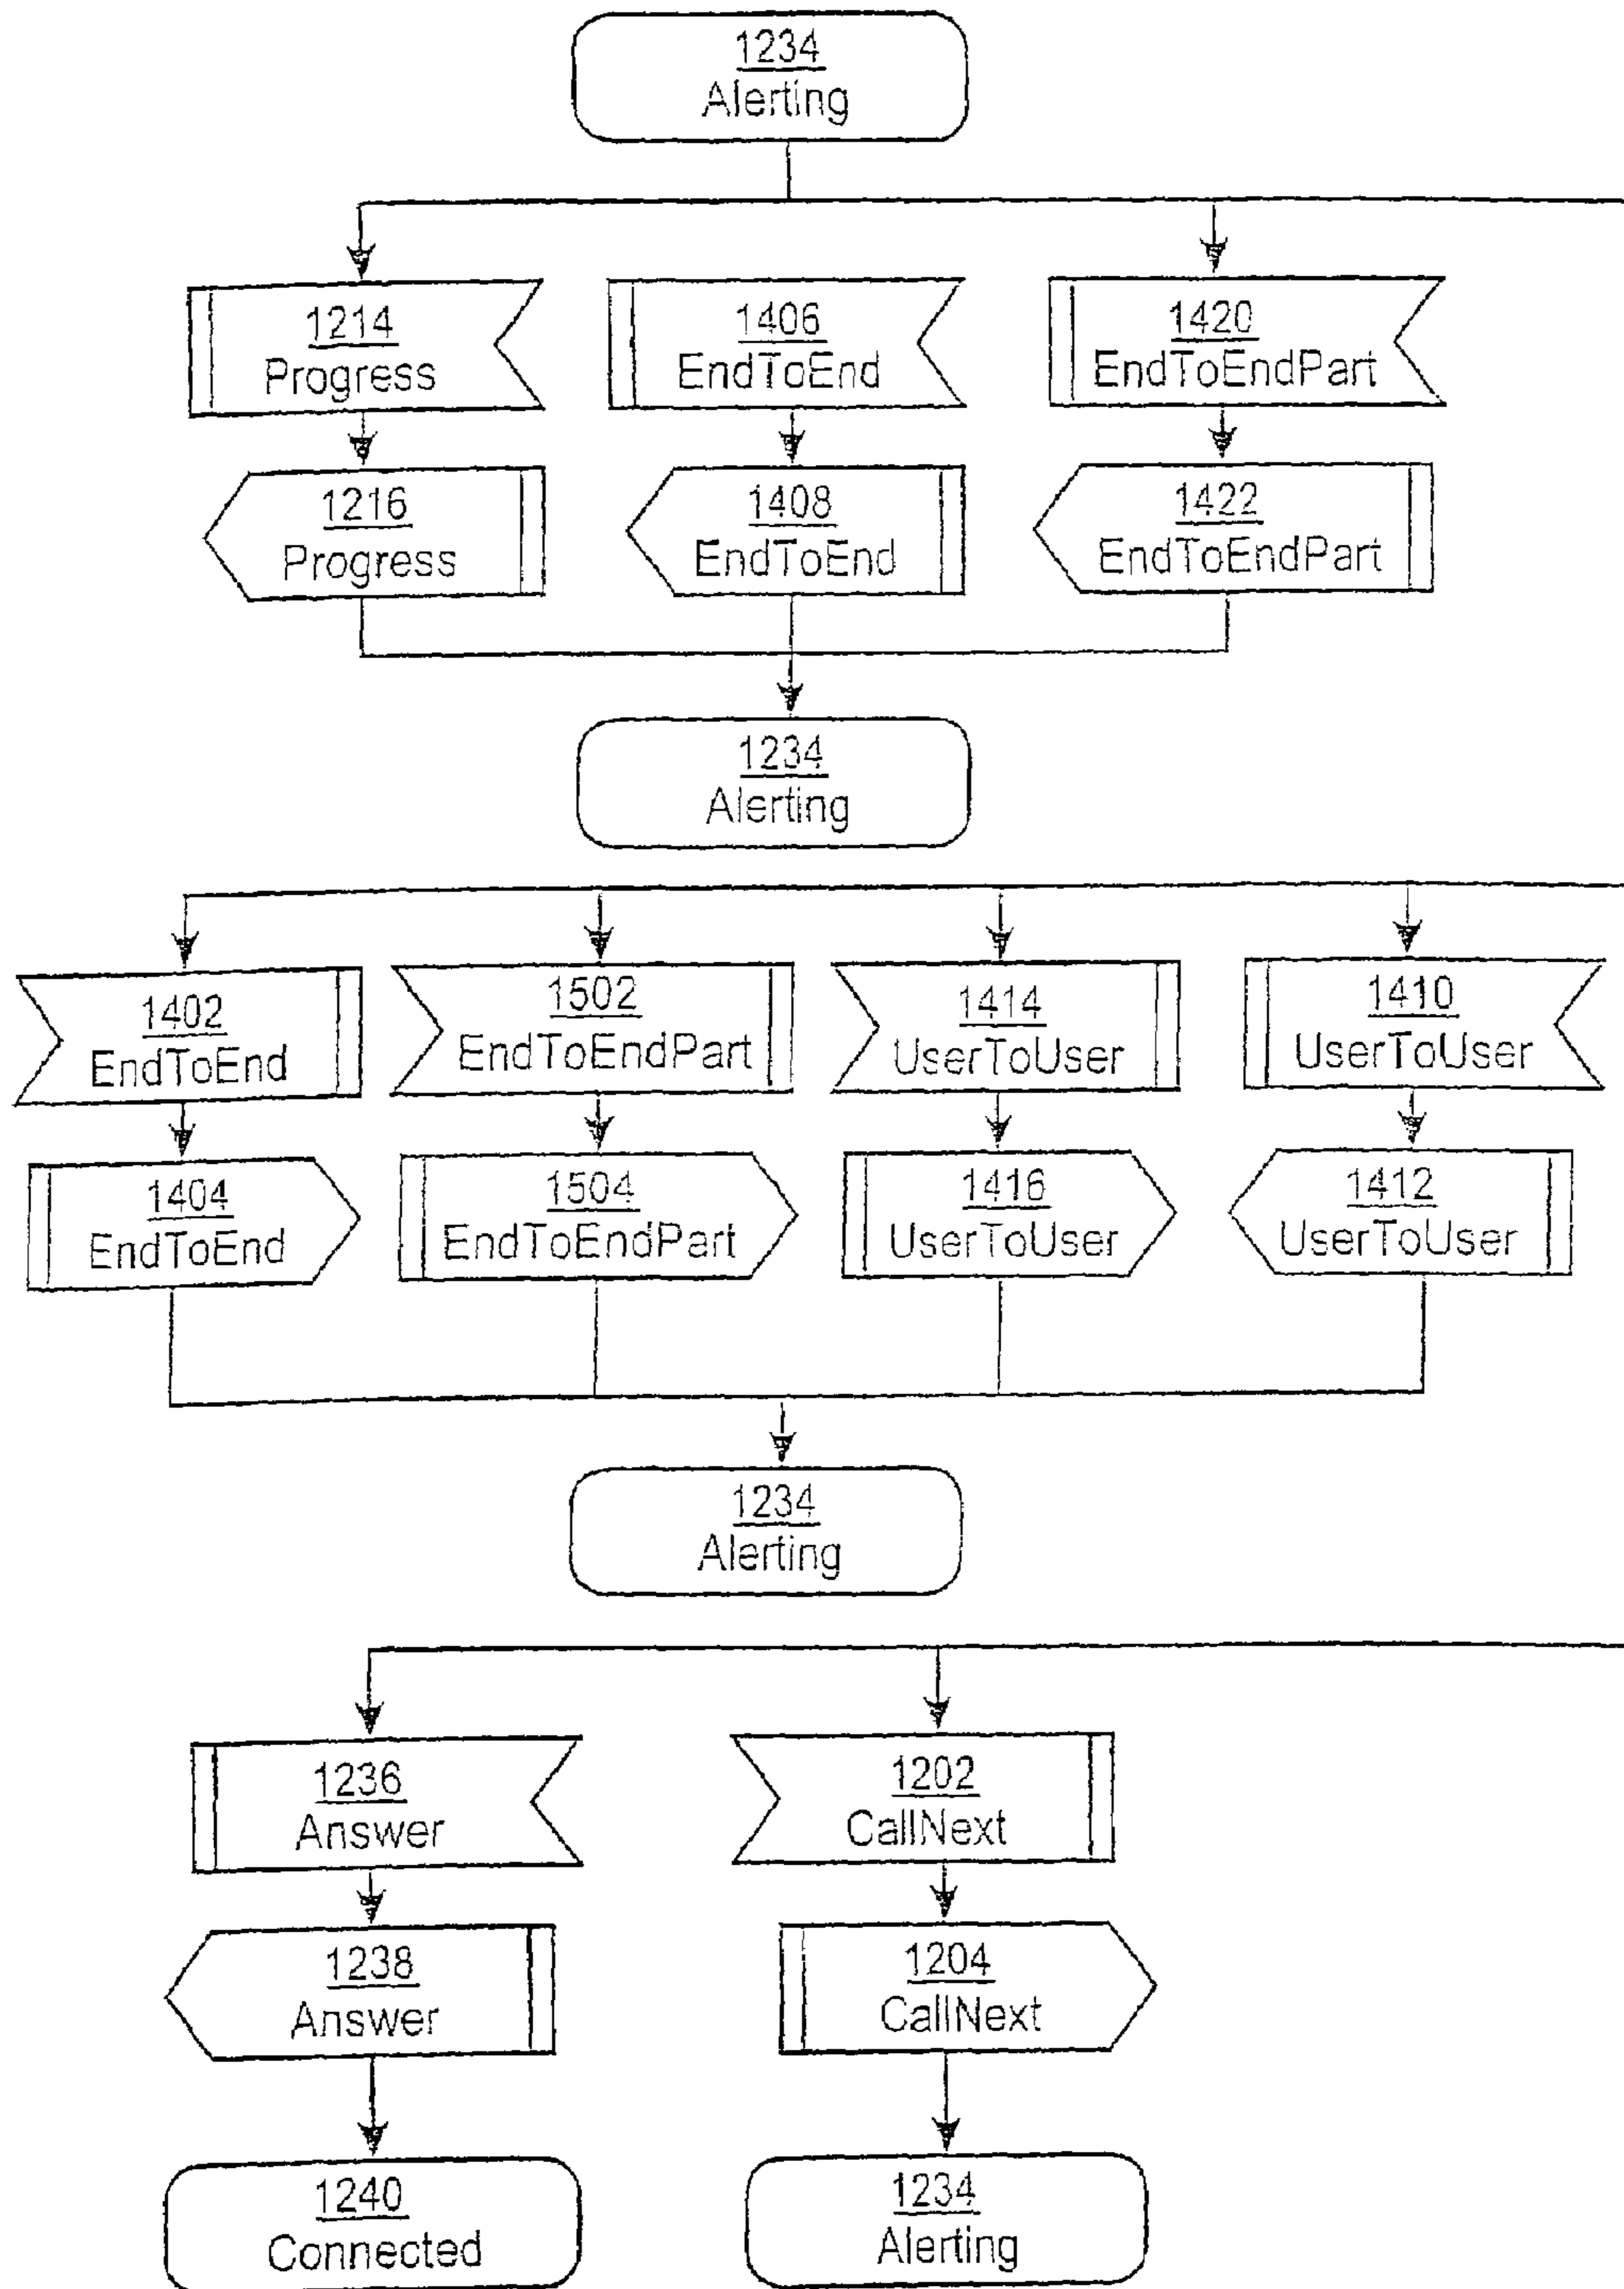 1234
Alerting
1214
Progress
1406
EndToEnd
1420
EndToEndPart
1216
Progress
1408
EndToEnd
1422
EndToEndPart
1234
Alerting
1402
EndToEnd
1502
EndToEndPart
1414
UserToUser
1410
UserToUser
1404
EndToEnd
1504
EndToEndPart
1416
UserToUser
1412
UserToUser
1234
Alerting
1236
Answer
1202
CallNext
1238
Answer
1204
CallNext
1240
Connected
1234
Alerting